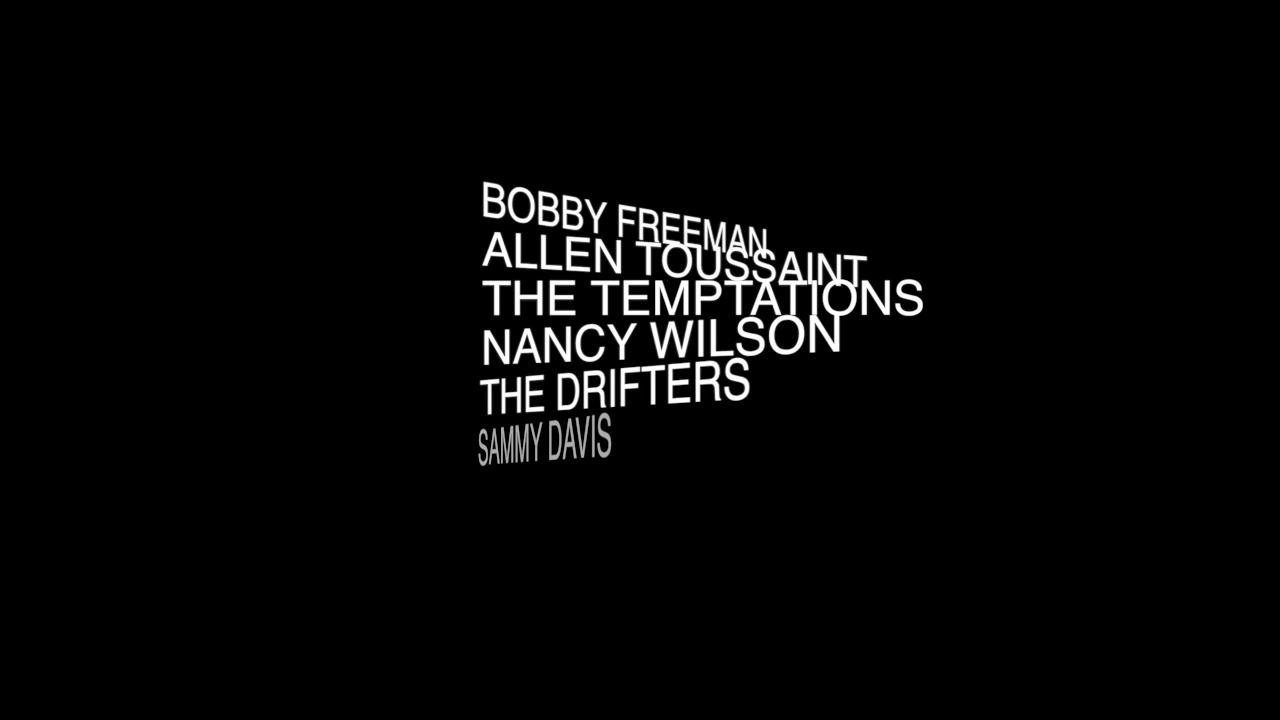 BOBBY FREEMAN
ALLEN TOUSSAINT
THE TEMPTATIONS
NANCY WILSON
THE DRIFTERS
SAMMY DAVIS